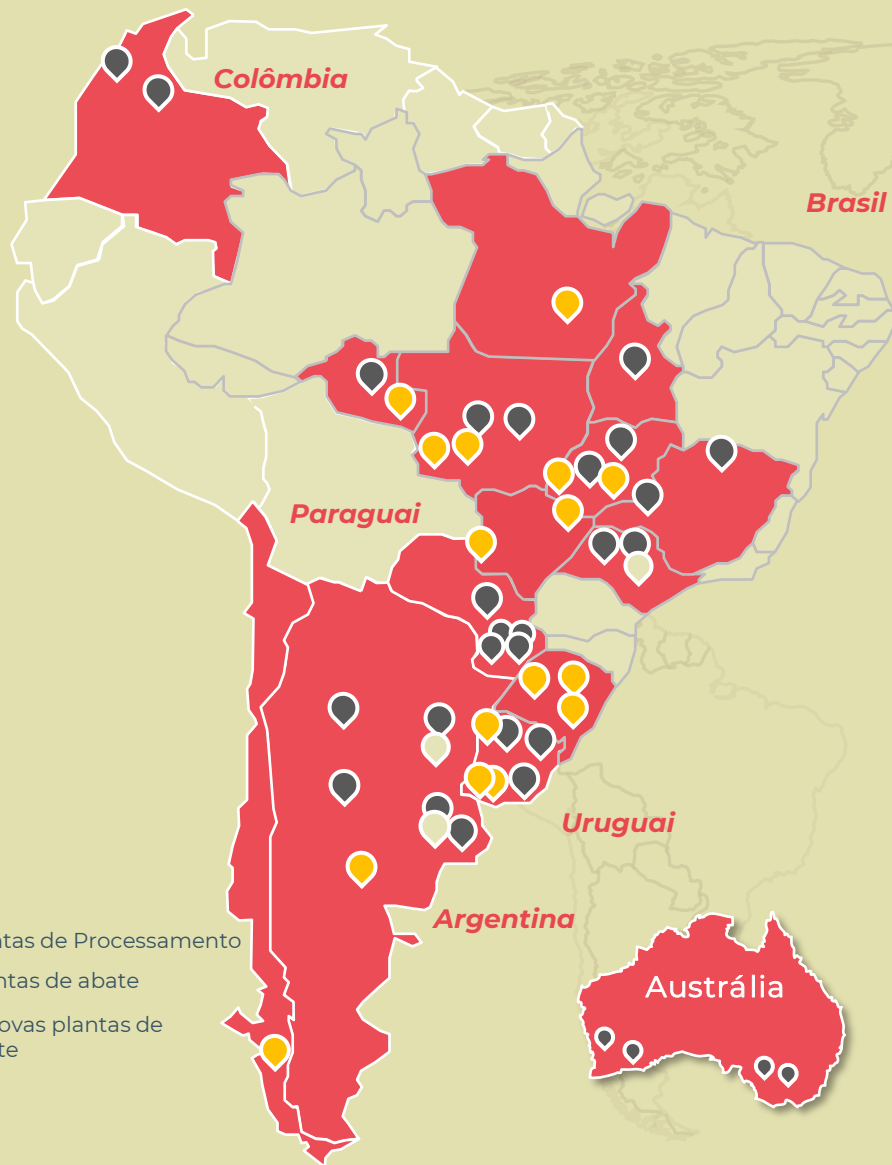 Colômbia
Brasil
Paraguai
Uruguai
Argentina
ntas de Processamento
ntas de abate
ovas plantas de
te
Austrália